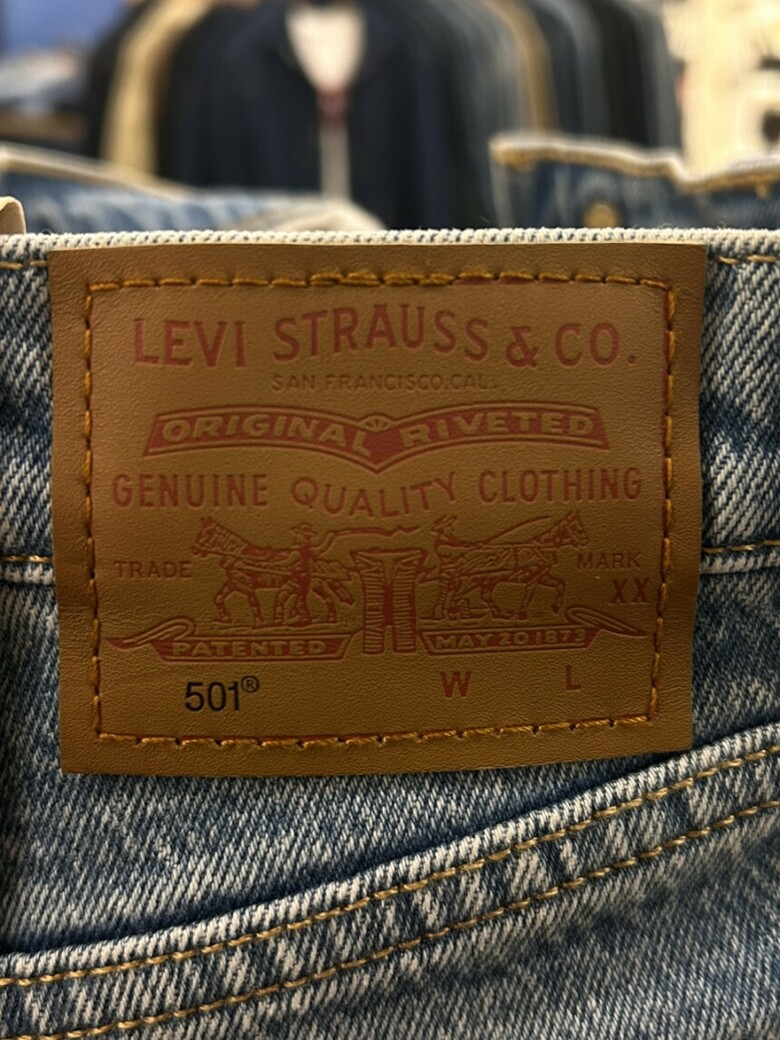 LEVI STRAUSS & CO.
SAN FRANCISCO.CAL.
ORIGINAL RIVETED
GENUINE QUALITY CLOTHING
TRADE MARK
XX
PATENTED MAY 20 1873
501® W L